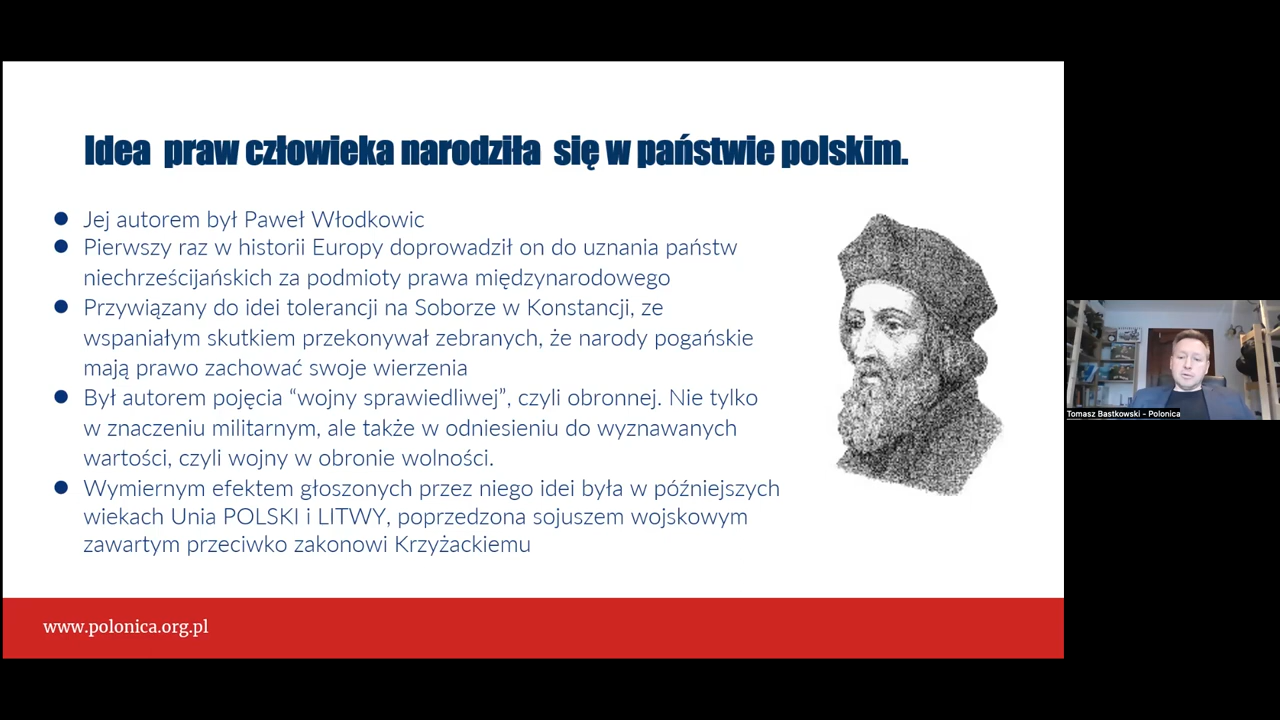 Idea praw człowieka narodziła się w państwie polskim.
● Jej autorem był Paweł Włodkowic
● Pierwszy raz w historii Europy doprowadził on do uznania państw
niechrześcijańskich za podmioty prawa międzynarodowego
● Przywiązany do idei tolerancji na Soborze w Konstancji, ze
wspaniałym skutkiem przekonywał zebranych, że narody pogańskie
mają prawo zachować swoje wierzenia
● Był autorem pojęcia “wojny sprawiedliwej”, czyli obronnej. Nie tylko
w znaczeniu militarnym, ale także w odniesieniu do wyznawanych
wartości, czyli wojny w obronie wolności.
● Wymiernym efektem głoszonych przez niego idei była w późniejszych
wiekach Unia POLSKI i LITWY, poprzedzona sojuszem wojskowym
zawartym przeciwko zakonowi Krzyżackiemu
www.polonica.org.pl
Tomasz Bastkowski - Polonica